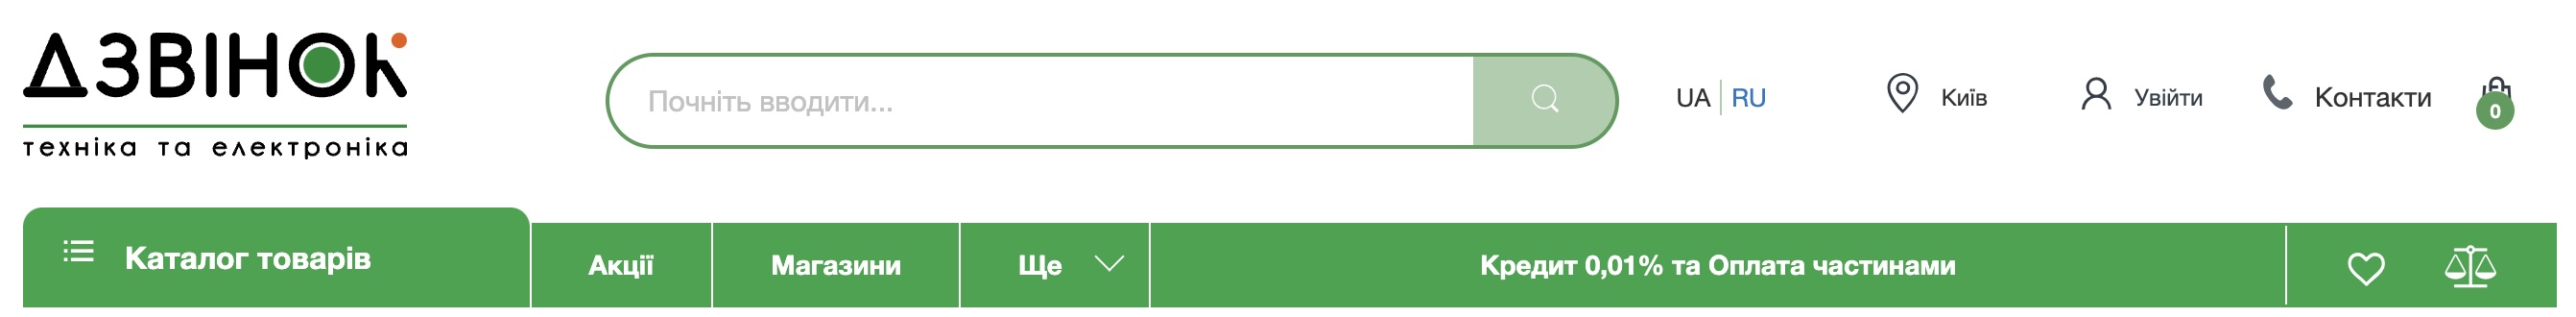 ДЗВІНОК
техніка та електроніка
Почніть вводити...
UA RU
Київ
Увійти
Контакти
0
Каталог товарів
Акції
Магазини
Ще
Кредит 0,01% та Оплата частинами